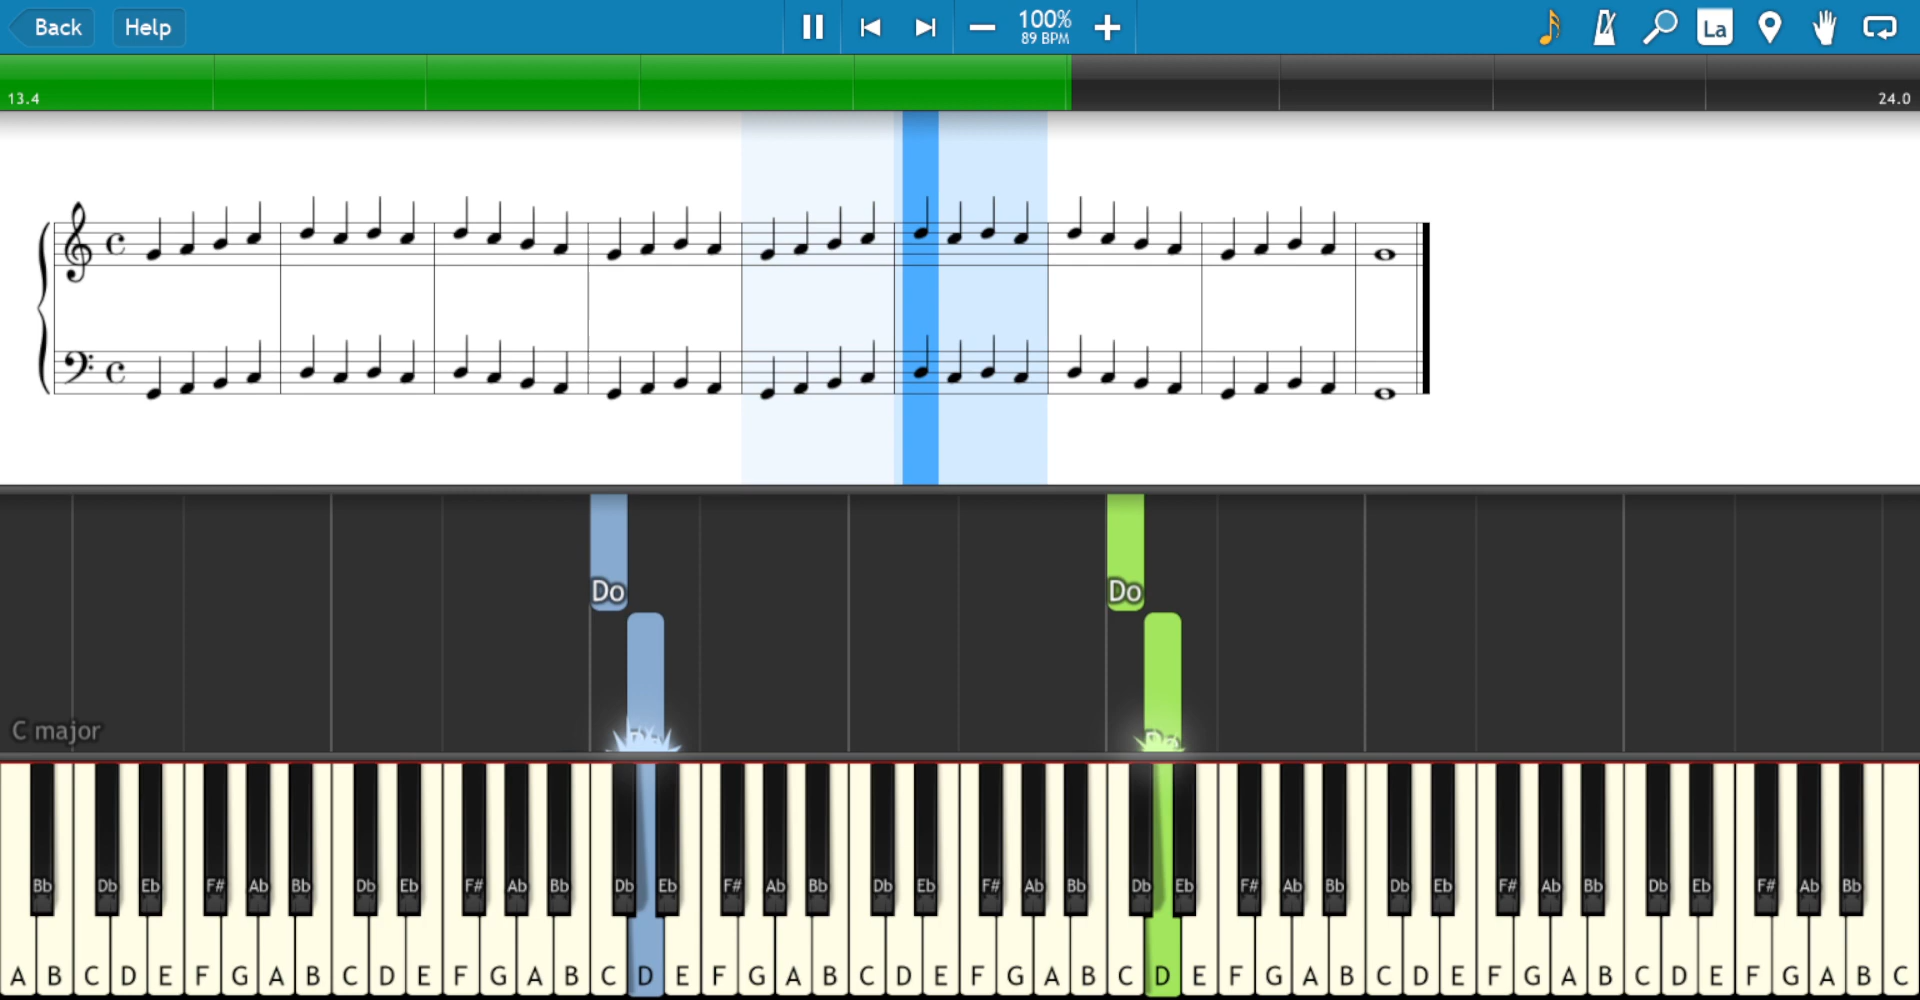 Back Help 100% La
89 BPM
13.4 24.0
Do Do
C major
Bb Db Eb F# Ab Bb Db Eb F# Ab Bb Db Eb F# Ab Bb Db Eb F# Ab Bb Db Eb F# Ab Bb Db Eb F# Ab Bb Db Eb F# Ab Bb
A B C D E F G A B C D E F G A B C D E F G A B C D E F G A B C D E F G A B C D E F G A B C D E F G A B C